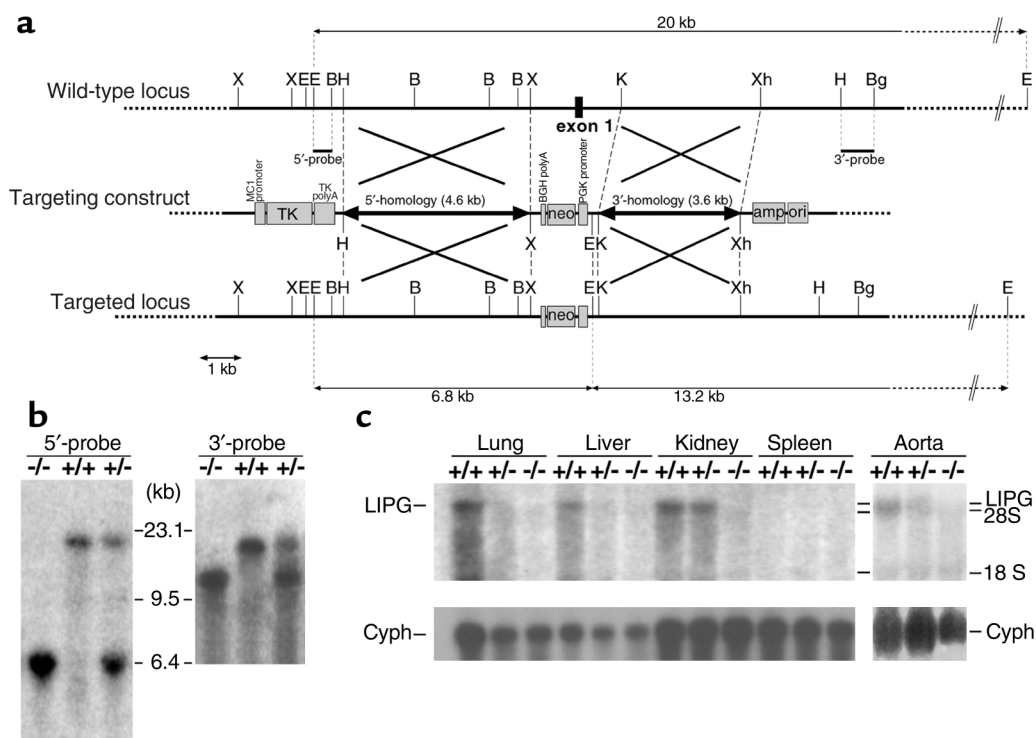 a
20 kb
X X E E B H B B B X K Xh H Bg E
Wild-type locus
exon 1
5′-probe
3′-probe
MC1 promoter
TK polyA
BGH polyA
PGK promoter
Targeting construct
TK
5′-homology (4.6 kb)
neo
3′-homology (3.6 kb)
amp ori
H X E K Xh
X X E E B H B B B X E K Xh H Bg E
Targeted locus
neo
1 kb
6.8 kb
13.2 kb
b
5′-probe
3′-probe
-/- +/+ +/-
-/- +/+ +/-
(kb)
– 23.1 –
– 9.5 –
– 6.4 –
c
Lung Liver Kidney Spleen Aorta
+/+ +/- -/- +/+ +/- -/- +/+ +/- -/- +/+ +/- -/- +/+ +/- -/-
LIPG –
– LIPG
– 28S
– 18 S
Cyph –
– Cyph